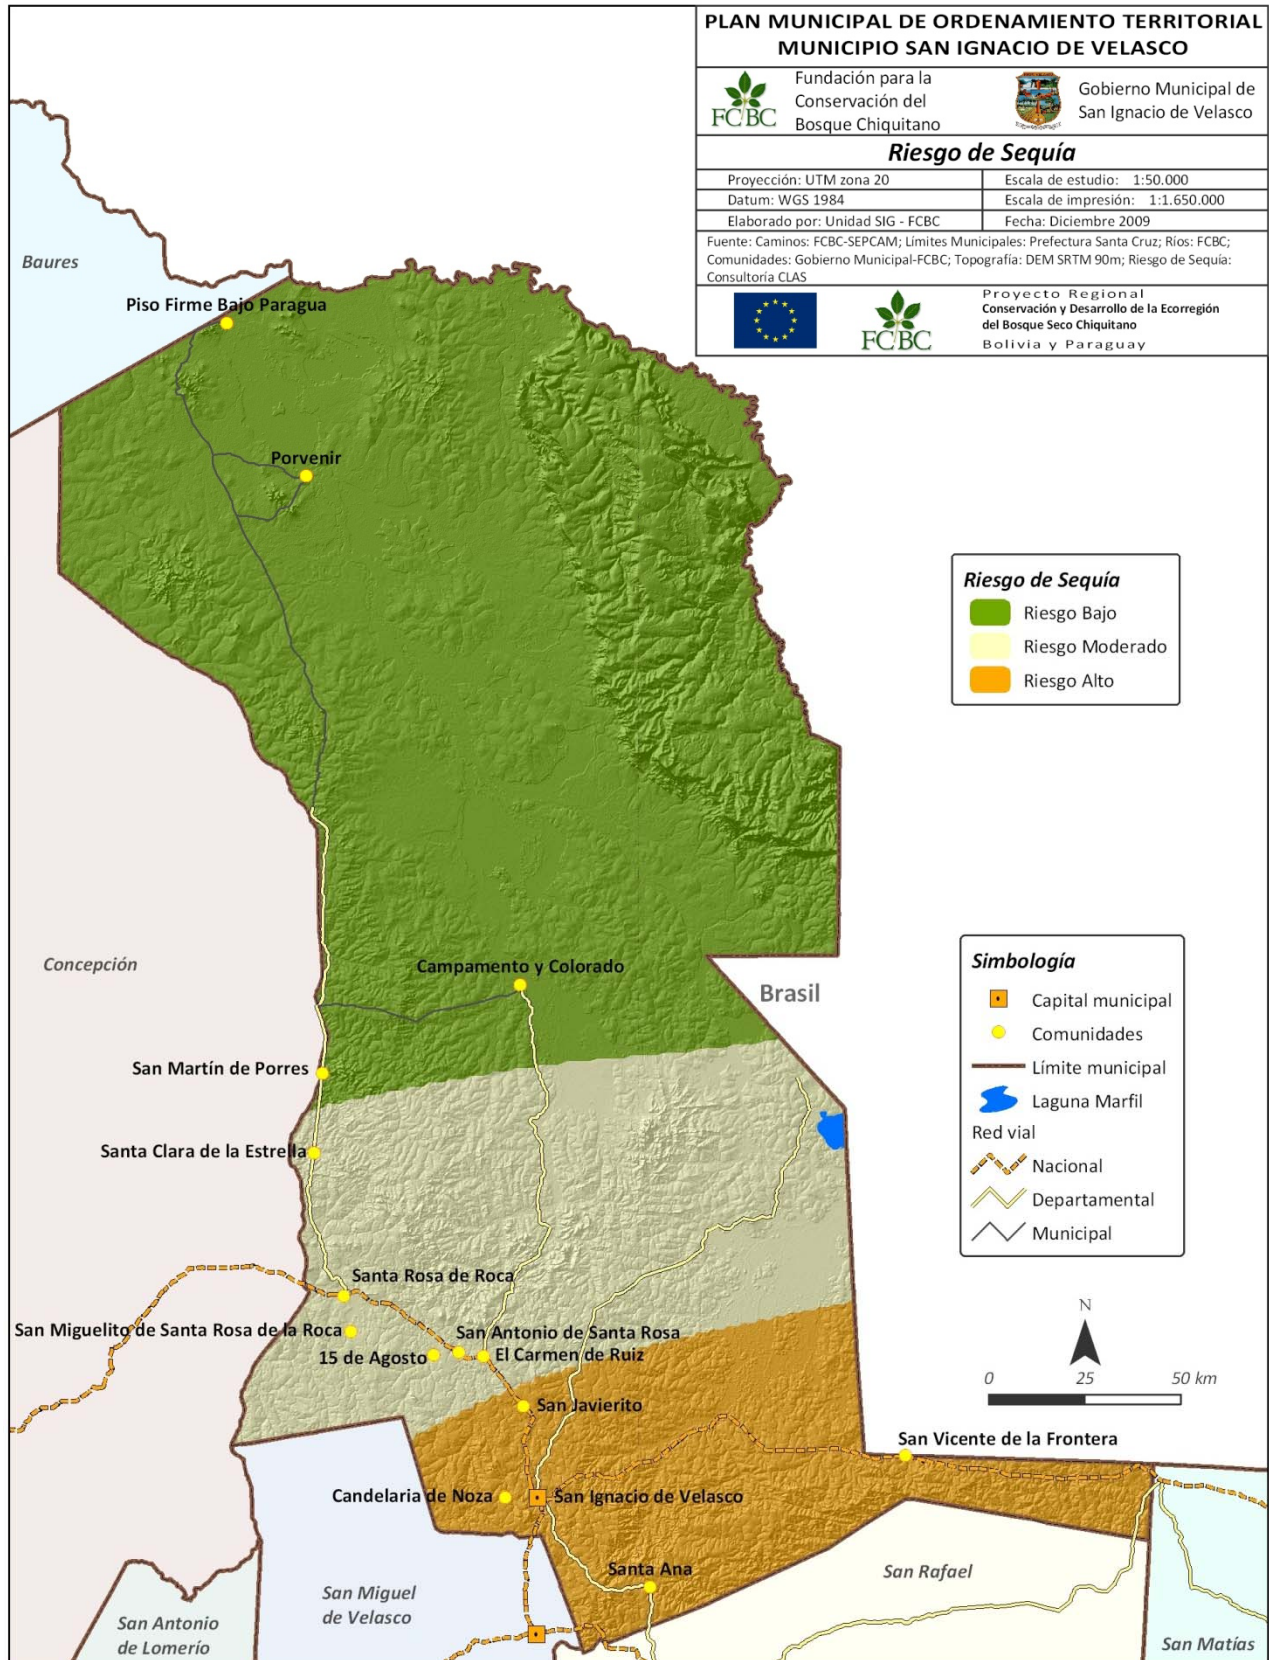 PLAN MUNICIPAL DE ORDENAMIENTO TERRITORIAL
MUNICIPIO SAN IGNACIO DE VELASCO
FCBC
Fundación para la
Conservación del
Bosque Chiquitano
Gobierno Municipal de
San Ignacio de Velasco
Riesgo de Sequía
Proyección: UTM zona 20
Escala de estudio: 1:50.000
Datum: WGS 1984
Escala de impresión: 1:1.650.000
Elaborado por: Unidad SIG - FCBC
Fecha: Diciembre 2009
Fuente: Caminos: FCBC-SEPCAM; Límites Municipales: Prefectura Santa Cruz; Ríos: FCBC;
Comunidades: Gobierno Municipal-FCBC; Topografía: DEM SRTM 90m; Riesgo de Sequía:
Consultoría CLAS
FCBC
Proyecto Regional
Conservación y Desarrollo de la Ecorregión
del Bosque Seco Chiquitano
Bolivia y Paraguay
Baures
Piso Firme Bajo Paragua
Porvenir
Riesgo de Sequía
Riesgo Bajo
Riesgo Moderado
Riesgo Alto
Concepción
Campamento y Colorado
Brasil
San Martín de Porres
Santa Clara de la Estrella
Simbología
Capital municipal
Comunidades
Límite municipal
Laguna Marfil
Red vial
Nacional
Departamental
Municipal
Santa Rosa de Roca
San Miguelito de Santa Rosa de la Roca
San Antonio de Santa Rosa
15 de Agosto
El Carmen de Ruiz
N
0 25 50 km
San Javierito
San Vicente de la Frontera
Candelaria de Noza
San Ignacio de Velasco
Santa Ana
San Rafael
San Miguel
de Velasco
San Antonio
de Lomerío
San Matías